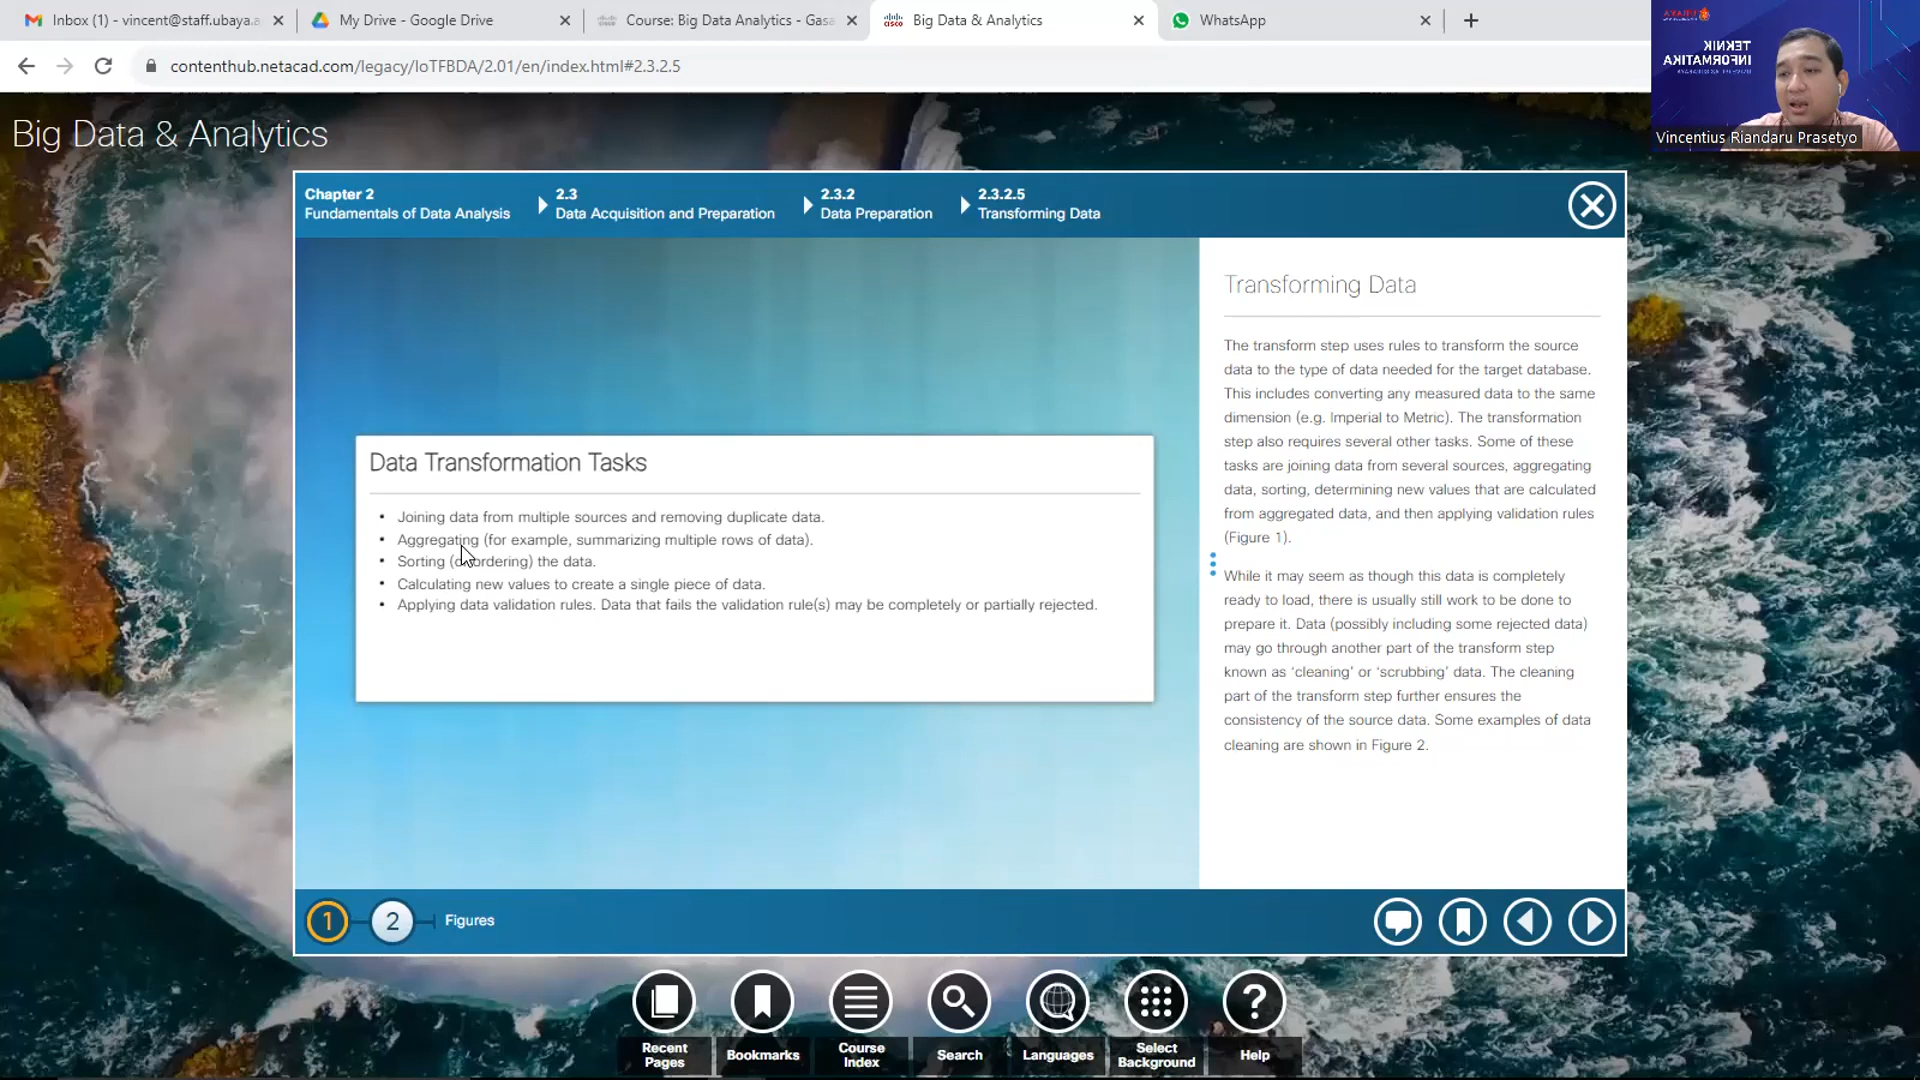 Inbox (1) - vincent@staff.ubaya.a
My Drive - Google Drive
Course: Big Data Analytics - Gasa
Big Data & Analytics
WhatsApp
contenthub.netacad.com/legacy/IoTFBDA/2.01/en/index.html#2.3.2.5
TEKNIK
INFORMATIKA
Vincentius Riandaru Prasetyo
Big Data & Analytics
Chapter 2
Fundamentals of Data Analysis
2.3
Data Acquisition and Preparation
2.3.2
Data Preparation
2.3.2.5
Transforming Data
Data Transformation Tasks
• Joining data from multiple sources and removing duplicate data.
• Aggregating (for example, summarizing multiple rows of data).
• Sorting (or ordering) the data.
• Calculating new values to create a single piece of data.
• Applying data validation rules. Data that fails the validation rule(s) may be completely or partially rejected.
Transforming Data
The transform step uses rules to transform the source
data to the type of data needed for the target database.
This includes converting any measured data to the same
dimension (e.g. Imperial to Metric). The transformation
step also requires several other tasks. Some of these
tasks are joining data from several sources, aggregating
data, sorting, determining new values that are calculated
from aggregated data, and then applying validation rules
(Figure 1).
While it may seem as though this data is completely
ready to load, there is usually still work to be done to
prepare it. Data (possibly including some rejected data)
may go through another part of the transform step
known as ‘cleaning’ or ‘scrubbing’ data. The cleaning
part of the transform step further ensures the
consistency of the source data. Some examples of data
cleaning are shown in Figure 2.
1
2
Figures
Recent
Pages
Bookmarks
Course
Index
Search
Languages
Select
Background
Help